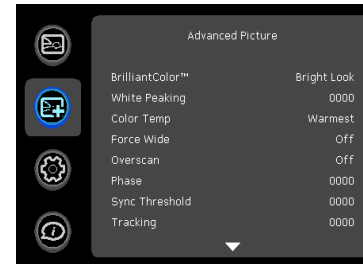 Advanced Picture
BrilliantColor™ Bright Look
White Peaking 0000
Color Temp Warmest
Force Wide Off
Overscan Off
Phase 0000
Sync Threshold 0000
Tracking 0000